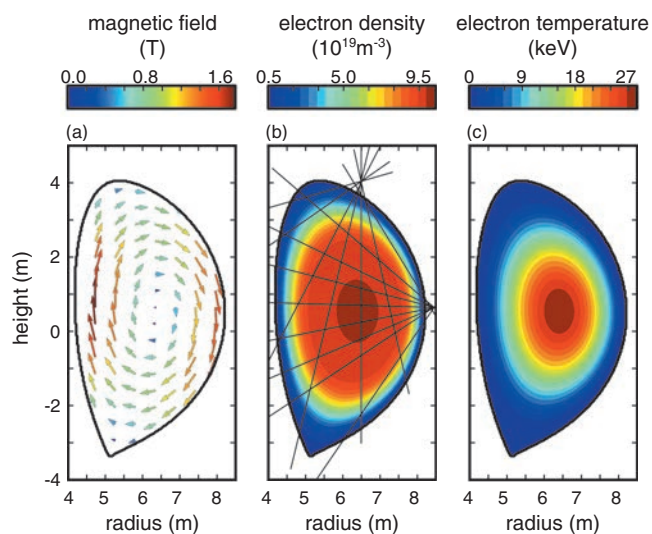 magnetic field electron density electron temperature
(T) (10¹⁹m⁻³) (keV)
0.0 0.8 1.6 0.5 5.0 9.5 0 9 18 27
(a) (b) (c)
4
2
0
-2
-4
height (m)
4 5 6 7 8 4 5 6 7 8 4 5 6 7 8
radius (m) radius (m) radius (m)